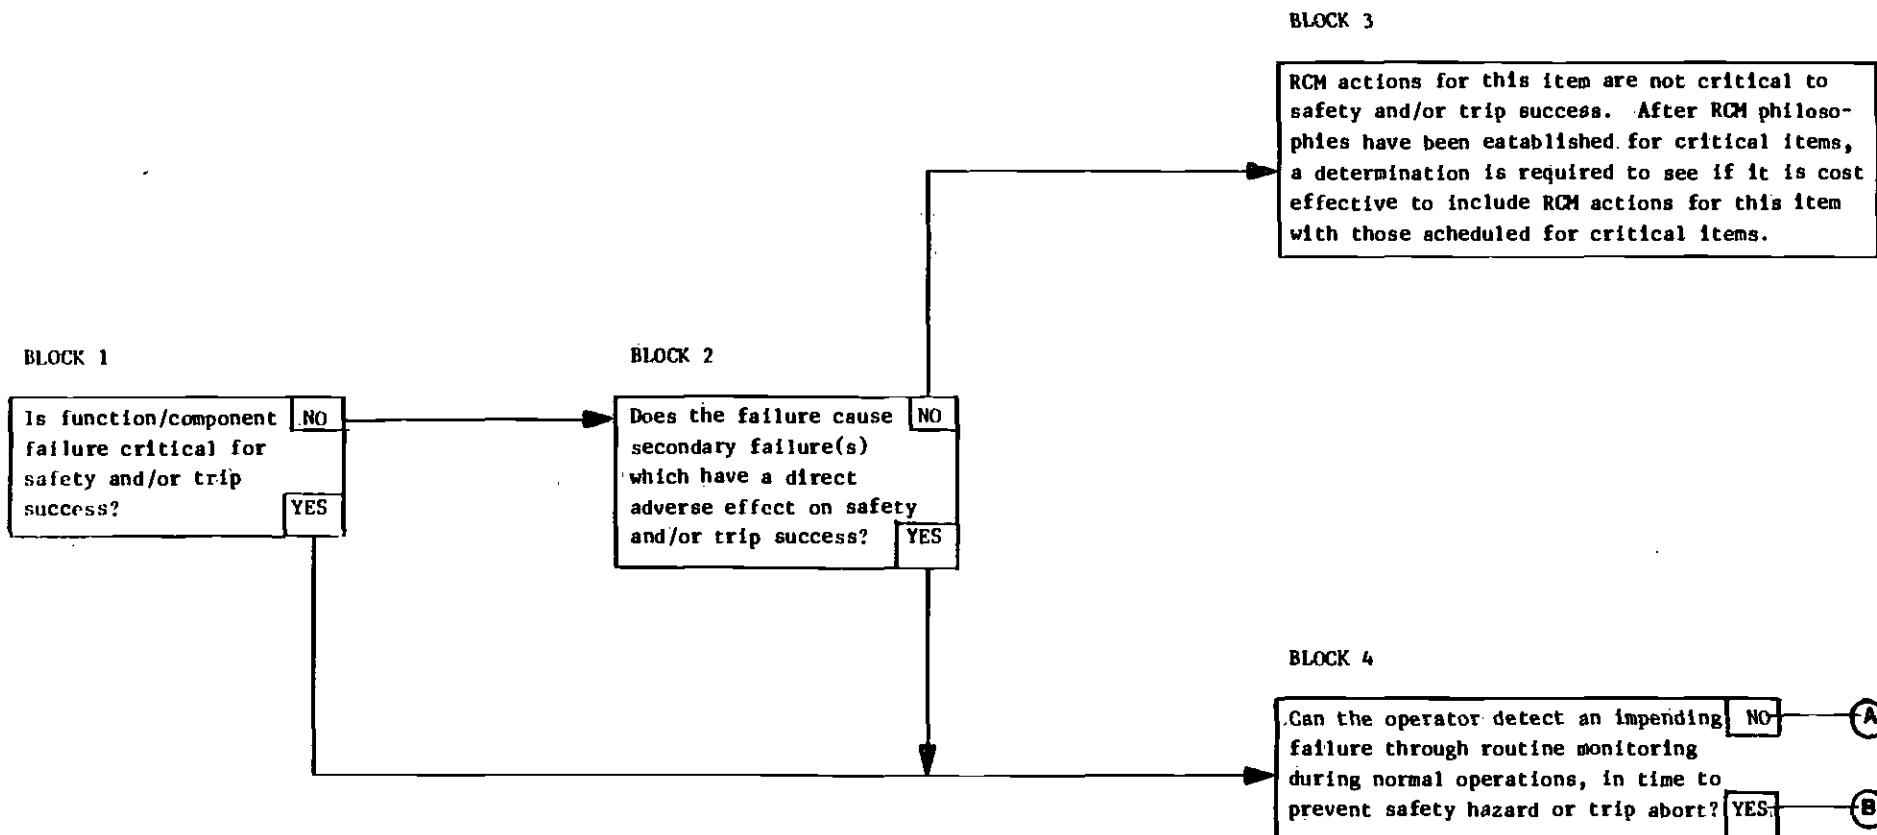 BLOCK 3
RCM actions for this item are not critical to
safety and/or trip success. After RCM philoso-
phies have been eatablished for critical items,
a determination is required to see if it is cost
effective to include RCM actions for this item
with those scheduled for critical items.
BLOCK 1
Is function/component NO
failure critical for
safety and/or trip
success? YES
BLOCK 2
Does the failure cause NO
secondary failure(s)
which have a direct
adverse effect on safety
and/or trip success? YES
BLOCK 4
Can the operator detect an impending NO A
failure through routine monitoring
during normal operations, in time to
prevent safety hazard or trip abort? YES B